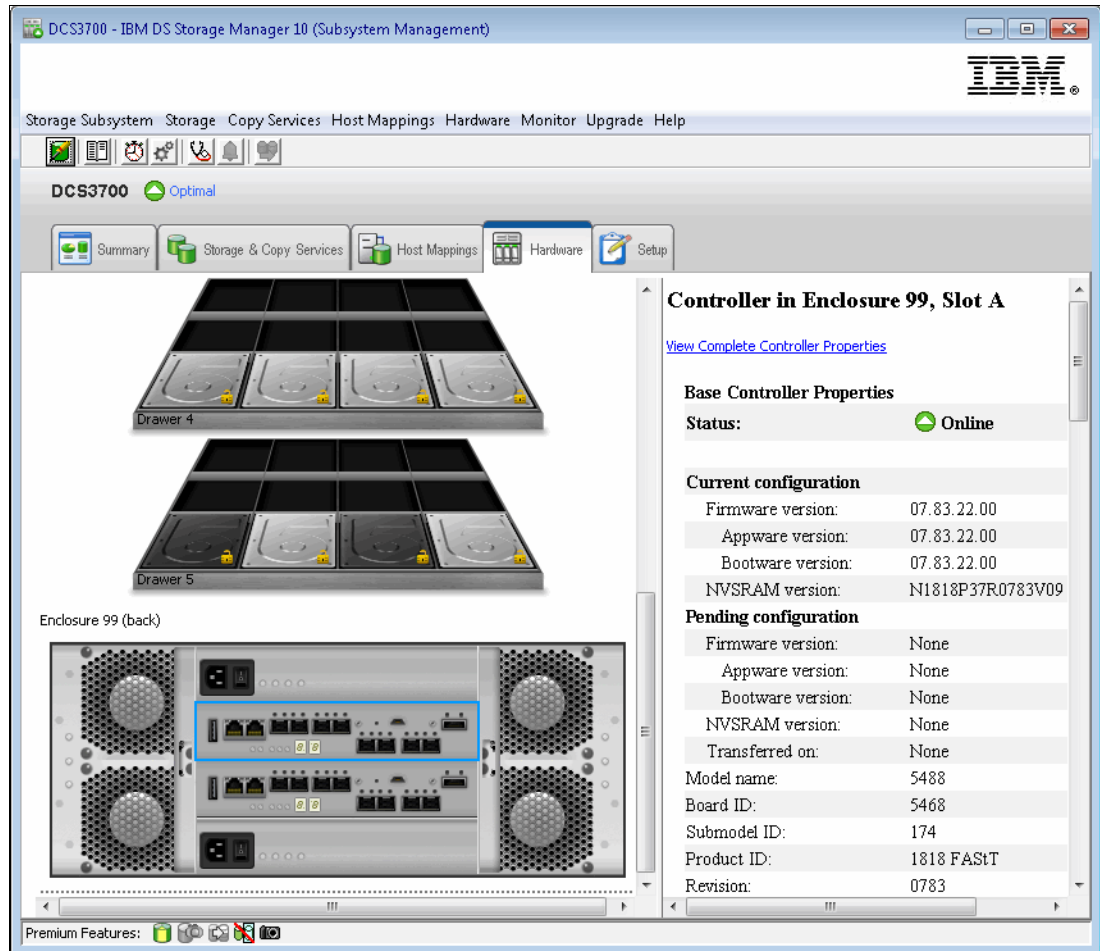 DCS3700 - IBM DS Storage Manager 10 (Subsystem Management)
IBM®
Storage Subsystem Storage Copy Services Host Mappings Hardware Monitor Upgrade Help
DCS3700 Optimal
Summary Storage & Copy Services Host Mappings Hardware Setup
Drawer 4
Drawer 5
Enclosure 99 (back)
Controller in Enclosure 99, Slot A
View Complete Controller Properties
Base Controller Properties
Status: Online
Current configuration
Firmware version: 07.83.22.00
Appware version: 07.83.22.00
Bootware version: 07.83.22.00
NVSRAM version: N1818P37R0783V09
Pending configuration
Firmware version: None
Appware version: None
Bootware version: None
NVSRAM version: None
Transferred on: None
Model name: 5488
Board ID: 5468
Submodel ID: 174
Product ID: 1818 FAStT
Revision: 0783
Premium Features: